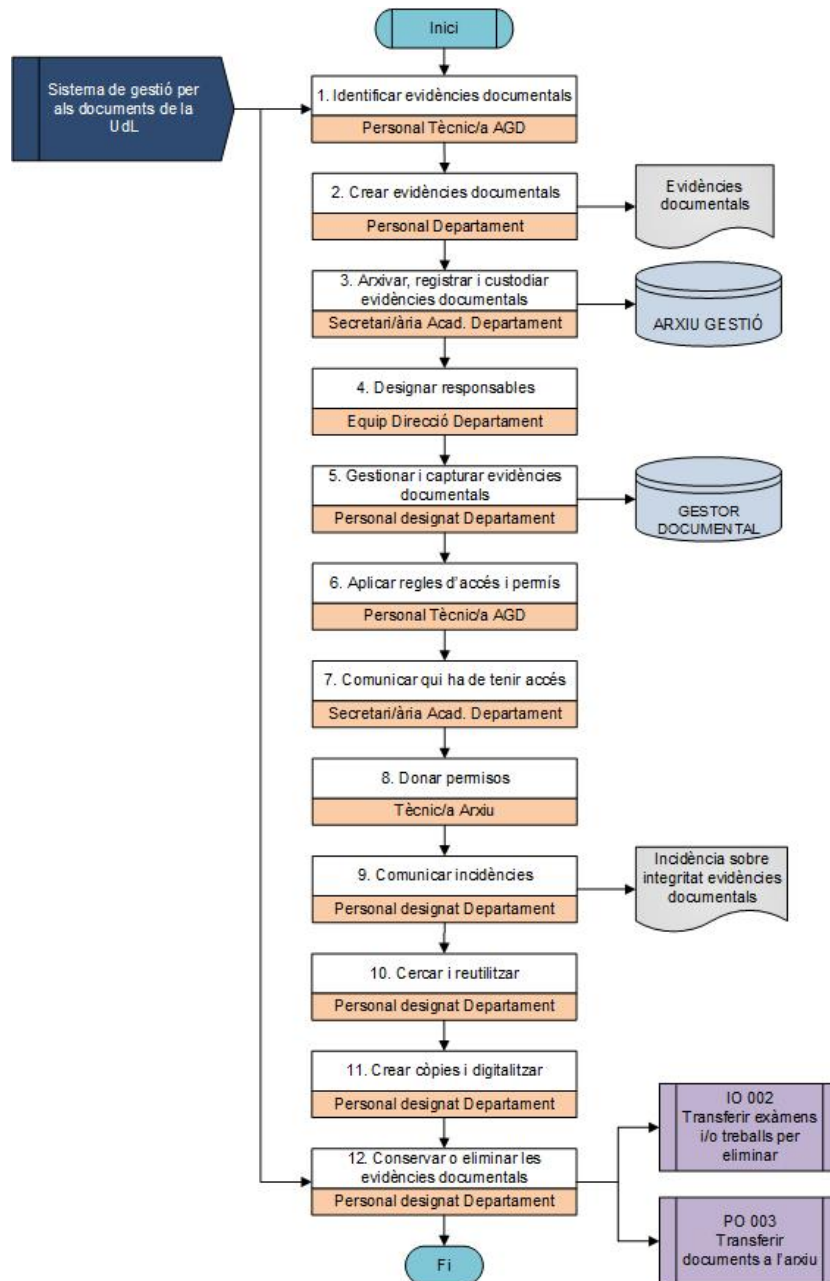 Inici
Sistema de gestió per
als documents de la
UdL
1. Identificar evidències documentals
Personal Tècnic/a AGD
2. Crear evidències documentals
Personal Departament
Evidències
documentals
3. Arxivar, registrar i custodiar
evidències documentals
Secretari/ària Acad. Departament
ARXIU GESTIÓ
4. Designar responsables
Equip Direcció Departament
5. Gestionar i capturar evidències
documentals
Personal designat Departament
GESTOR
DOCUMENTAL
6. Aplicar regles d'accés i permís
Personal Tècnic/a AGD
7. Comunicar qui ha de tenir accés
Secretari/ària Acad. Departament
8. Donar permisos
Tècnic/a Arxiu
9. Comunicar incidències
Personal designat Departament
Incidència sobre
integritat evidències
documentals
10. Cercar i reutilitzar
Personal designat Departament
11. Crear còpies i digitalitzar
Personal designat Departament
12. Conservar o eliminar les
evidències documentals
Personal designat Departament
IO 002
Transferir exàmens
i/o treballs per
eliminar
PO 003
Transferir
documents a l'arxiu
Fi